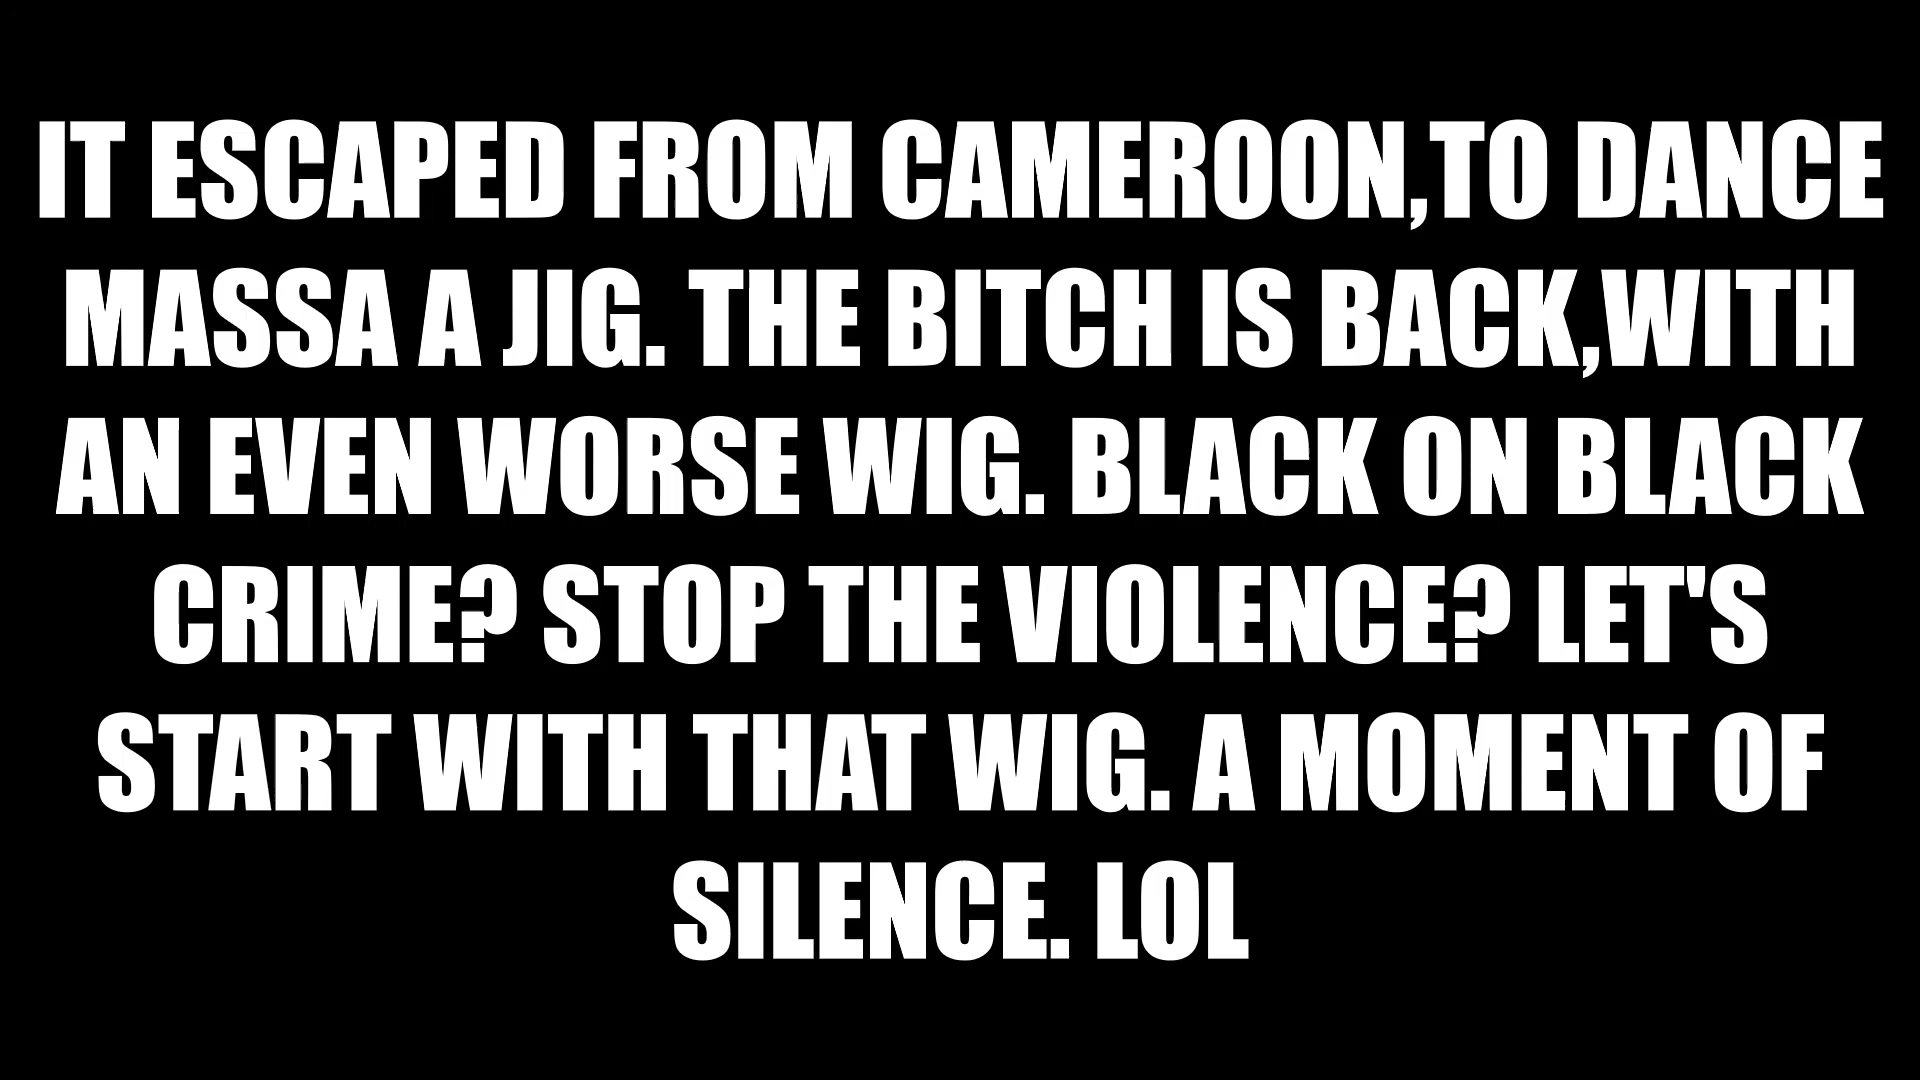 IT ESCAPED FROM CAMEROON,TO DANCE
MASSA A JIG. THE BITCH IS BACK,WITH
AN EVEN WORSE WIG. BLACK ON BLACK
CRIME? STOP THE VIOLENCE? LET'S
START WITH THAT WIG. A MOMENT OF
SILENCE. LOL